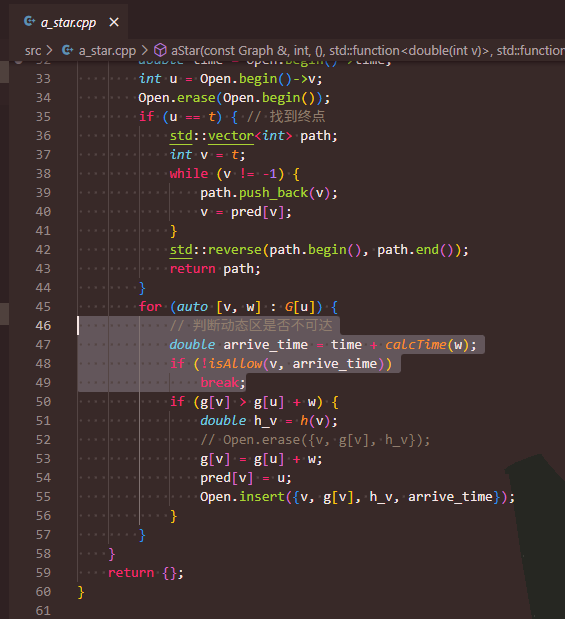 a_star.cpp ×
src > a_star.cpp > aStar(const Graph &, int, (), std::function<double(int v)>, std::function
32 double time = Open.begin()->time;
33 int u = Open.begin()->v;
34 Open.erase(Open.begin());
35 if (u == t) { // 找到终点
36 std::vector<int> path;
37 int v = t;
38 while (v != -1) {
39 path.push_back(v);
40 v = pred[v];
41 }
42 std::reverse(path.begin(), path.end());
43 return path;
44 }
45 for (auto [v, w] : G[u]) {
46 // 判断动态区是否不可达
47 double arrive_time = time + calcTime(w);
48 if (!isAllow(v, arrive_time))
49 break;
50 if (g[v] > g[u] + w) {
51 double h_v = h(v);
52 // Open.erase({v, g[v], h_v});
53 g[v] = g[u] + w;
54 pred[v] = u;
55 Open.insert({v, g[v], h_v, arrive_time});
56 }
57 }
58 }
59 return {};
60 }
61